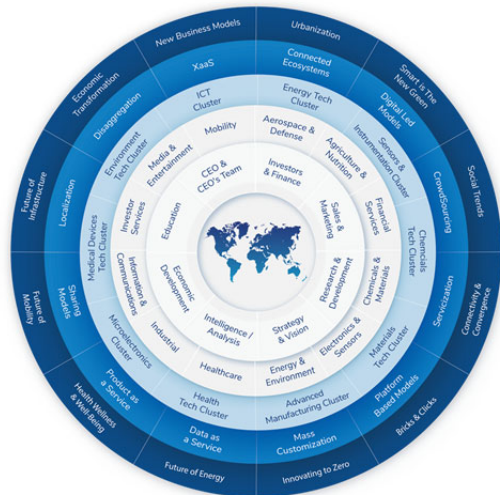 New Business Models
Urbanization
Smart is The
New Green
Social Trends
Connectivity &
Convergence
Bricks & Clicks
Innovating to Zero
Future of Energy
Health Wellness
& Well-Being
Future of
Mobility
Future of
Infrastructure
Economic
Transformation
XaaS
Connected
Ecosystems
Digital Led
Models
CrowdSourcing
Servicization
Platform
Based Models
Mass
Customization
Data as
a Service
Product as
a Service
Sharing
Models
Localization
Disaggregation
ICT
Cluster
Energy Tech
Cluster
Sensors &
Instrumentation Cluster
Chemcials
Tech Cluster
Materials
Tech Cluster
Advanced
Manufacturing Cluster
Health
Tech Cluster
Microelectronics
Cluster
Medical Devices
Tech Cluster
Environment
Tech Cluster
Mobility
Aerospace &
Defense
Agriculture &
Nutrition
Financial
Services
Chemicals &
Materials
Electronics &
Sensors
Energy &
Environment
Healthcare
Industrial
Information &
Communications
Investor
Services
Media &
Entertainment
CEO &
CEO's Team
Investors
& Finance
Sales &
Marketing
Research &
Development
Strategy
& Vision
Intelligence /
Analysis
Economic
Development
Education